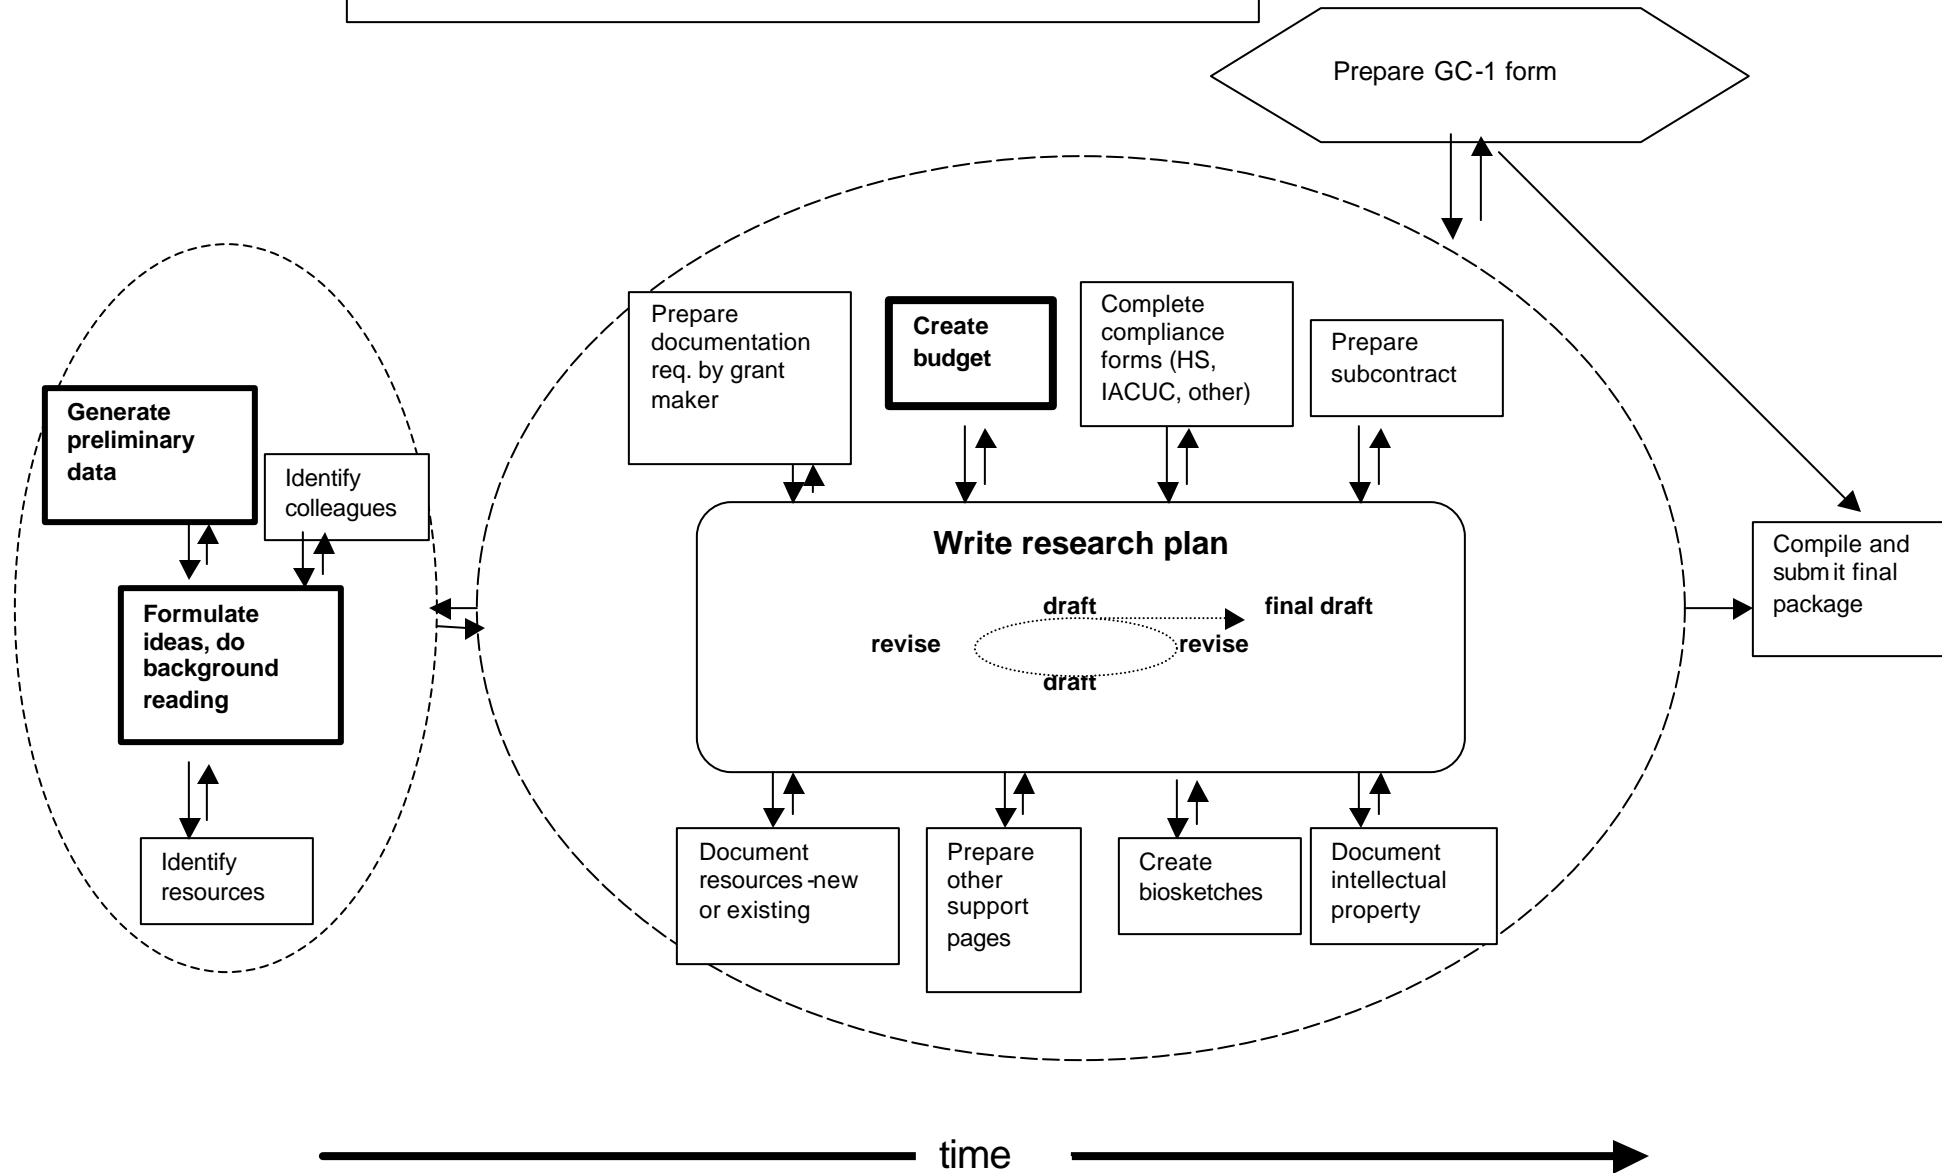 Prepare GC-1 form
Generate
preliminary
data
Identify
colleagues
Formulate
ideas, do
background
reading
Identify
resources
Prepare
documentation
req. by grant
maker
Create
budget
Complete
compliance
forms (HS,
IACUC, other)
Prepare
subcontract
Write research plan
draft
final draft
revise
revise
draft
Document
resources-new
or existing
Prepare
other
support
pages
Create
biosketches
Document
intellectual
property
Compile and
submit final
package
time